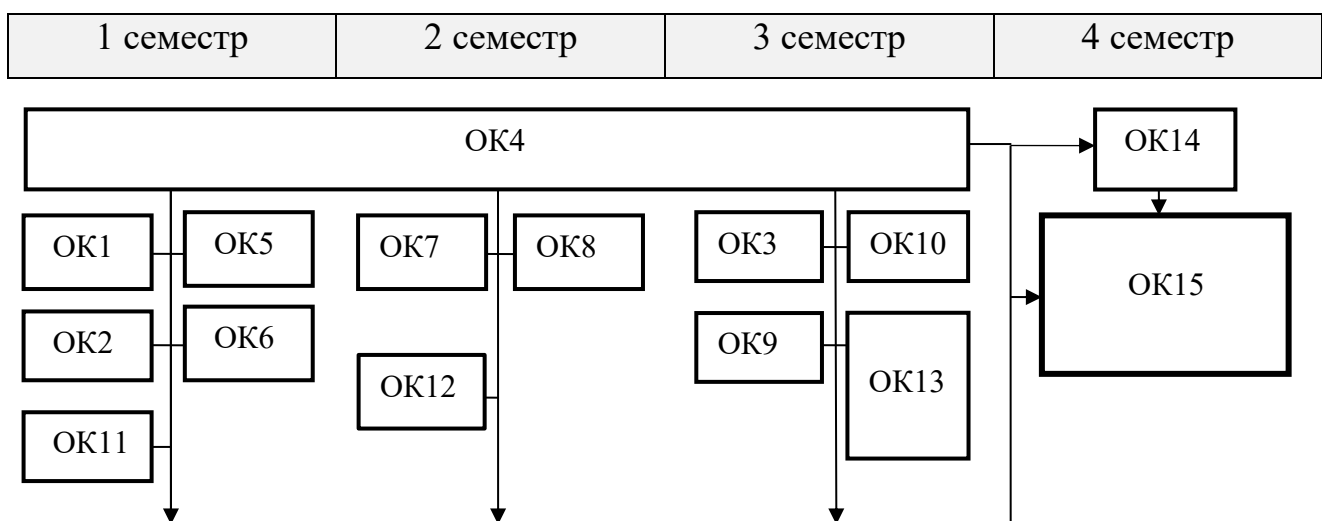 1 семестр 2 семестр 3 семестр 4 семестр
ОК4 ОК14
ОК1 ОК5 ОК7 ОК8 ОК3 ОК10
ОК15
ОК2 ОК6 ОК9
ОК12 ОК13
ОК11